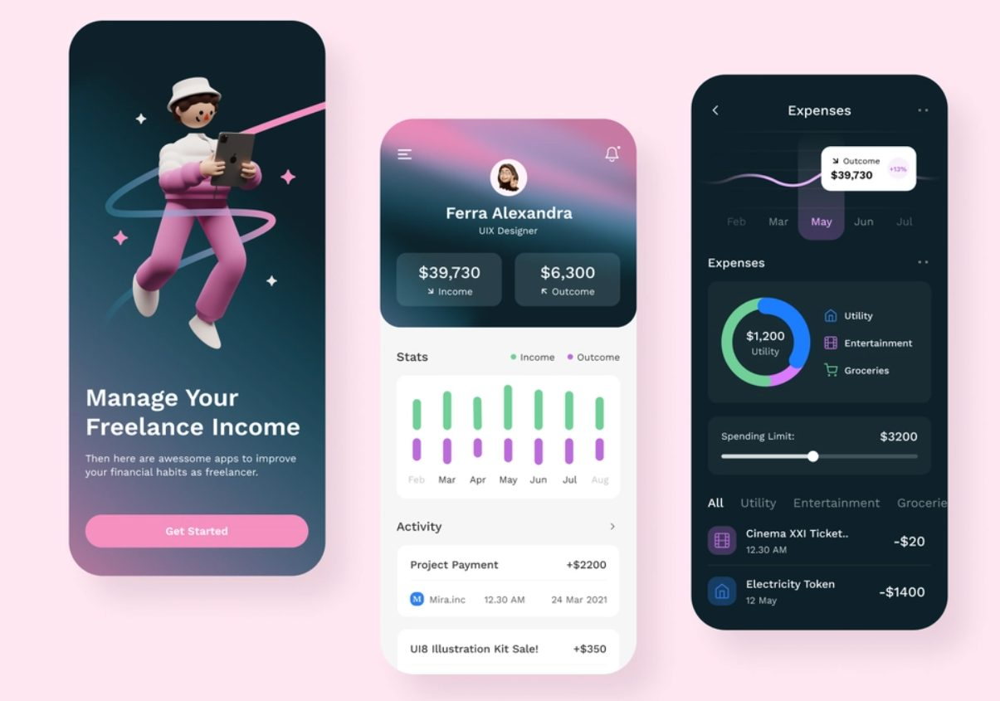 Manage Your
Freelance Income
Then here are awessome apps to improve
your financial habits as freelancer.
Get Started
Ferra Alexandra
UIX Designer
$39,730
Income
$6,300
Outcome
Stats
Income
Outcome
Feb Mar Apr May Jun Jul Aug
Activity
Project Payment +$2200
M Mira.inc 12.30 AM 24 Mar 2021
UI8 Illustration Kit Sale! +$350
Expenses
Outcome
$39,730
+13%
Feb Mar May Jun Jul
Expenses
$1,200
Utility
Utility
Entertainment
Groceries
Spending Limit: $3200
All Utility Entertainment Grocerie
Cinema XXI Ticket.. -$20
12.30 AM
Electricity Token -$1400
12 May